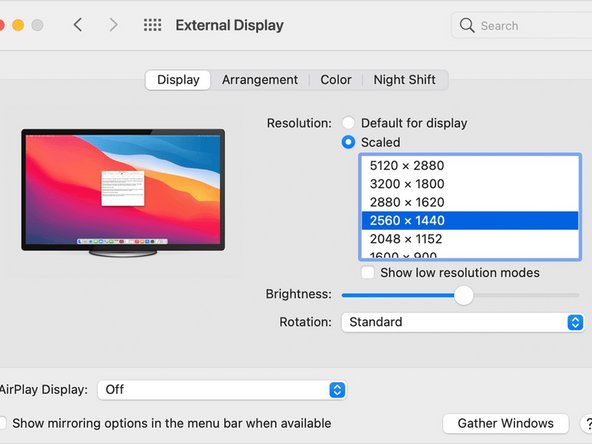 External Display
Search
Display
Arrangement
Color
Night Shift
Resolution:
Default for display
Scaled
5120 × 2880
3200 × 1800
2880 × 1620
2560 × 1440
2048 × 1152
1600 × 900
Show low resolution modes
Brightness:
Rotation:
Standard
AirPlay Display:
Off
Show mirroring options in the menu bar when available
Gather Windows
?